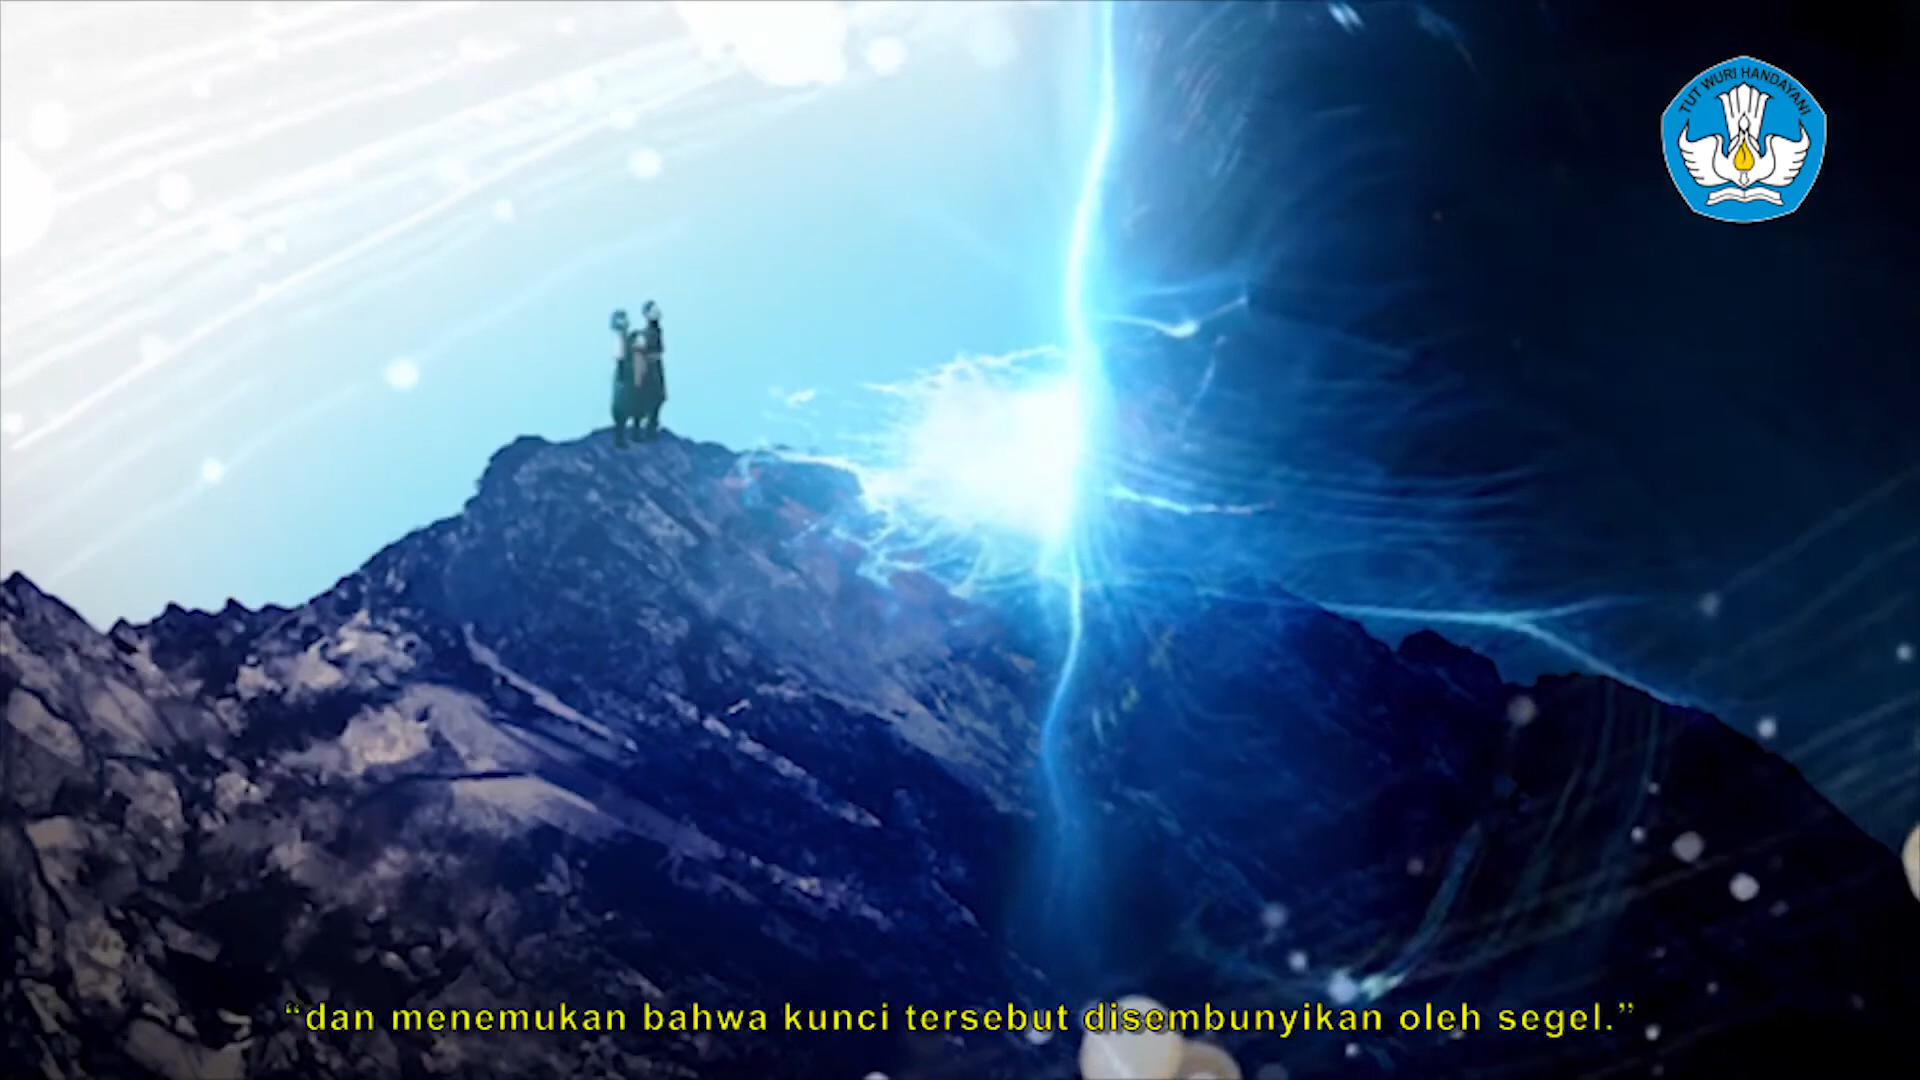 TUT WURI HANDAYANI
“dan menemukan bahwa kunci tersebut disembunyikan oleh segel.”